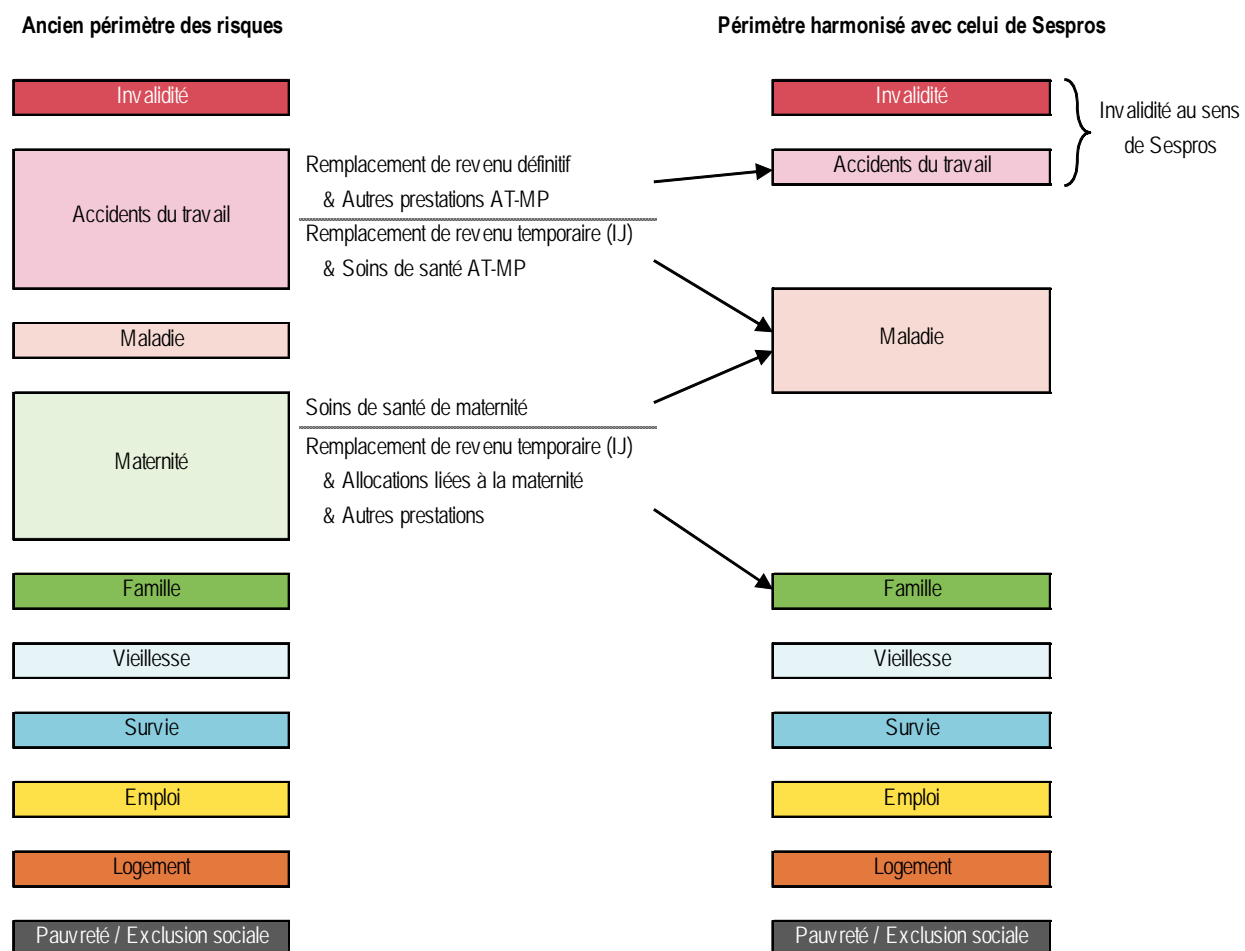 Ancien périmètre des risques
Périmètre harmonisé avec celui de Sespros
Invalidité
Invalidité
Invalidité au sens
de Sespros
Accidents du travail
Remplacement de revenu définitif
& Autres prestations AT-MP
Remplacement de revenu temporaire (IJ)
& Soins de santé AT-MP
Accidents du travail
Maladie
Maladie
Maternité
Soins de santé de maternité
Remplacement de revenu temporaire (IJ)
& Allocations liées à la maternité
& Autres prestations
Famille
Famille
Vieillesse
Vieillesse
Survie
Survie
Emploi
Emploi
Logement
Logement
Pauvreté / Exclusion sociale
Pauvreté / Exclusion sociale